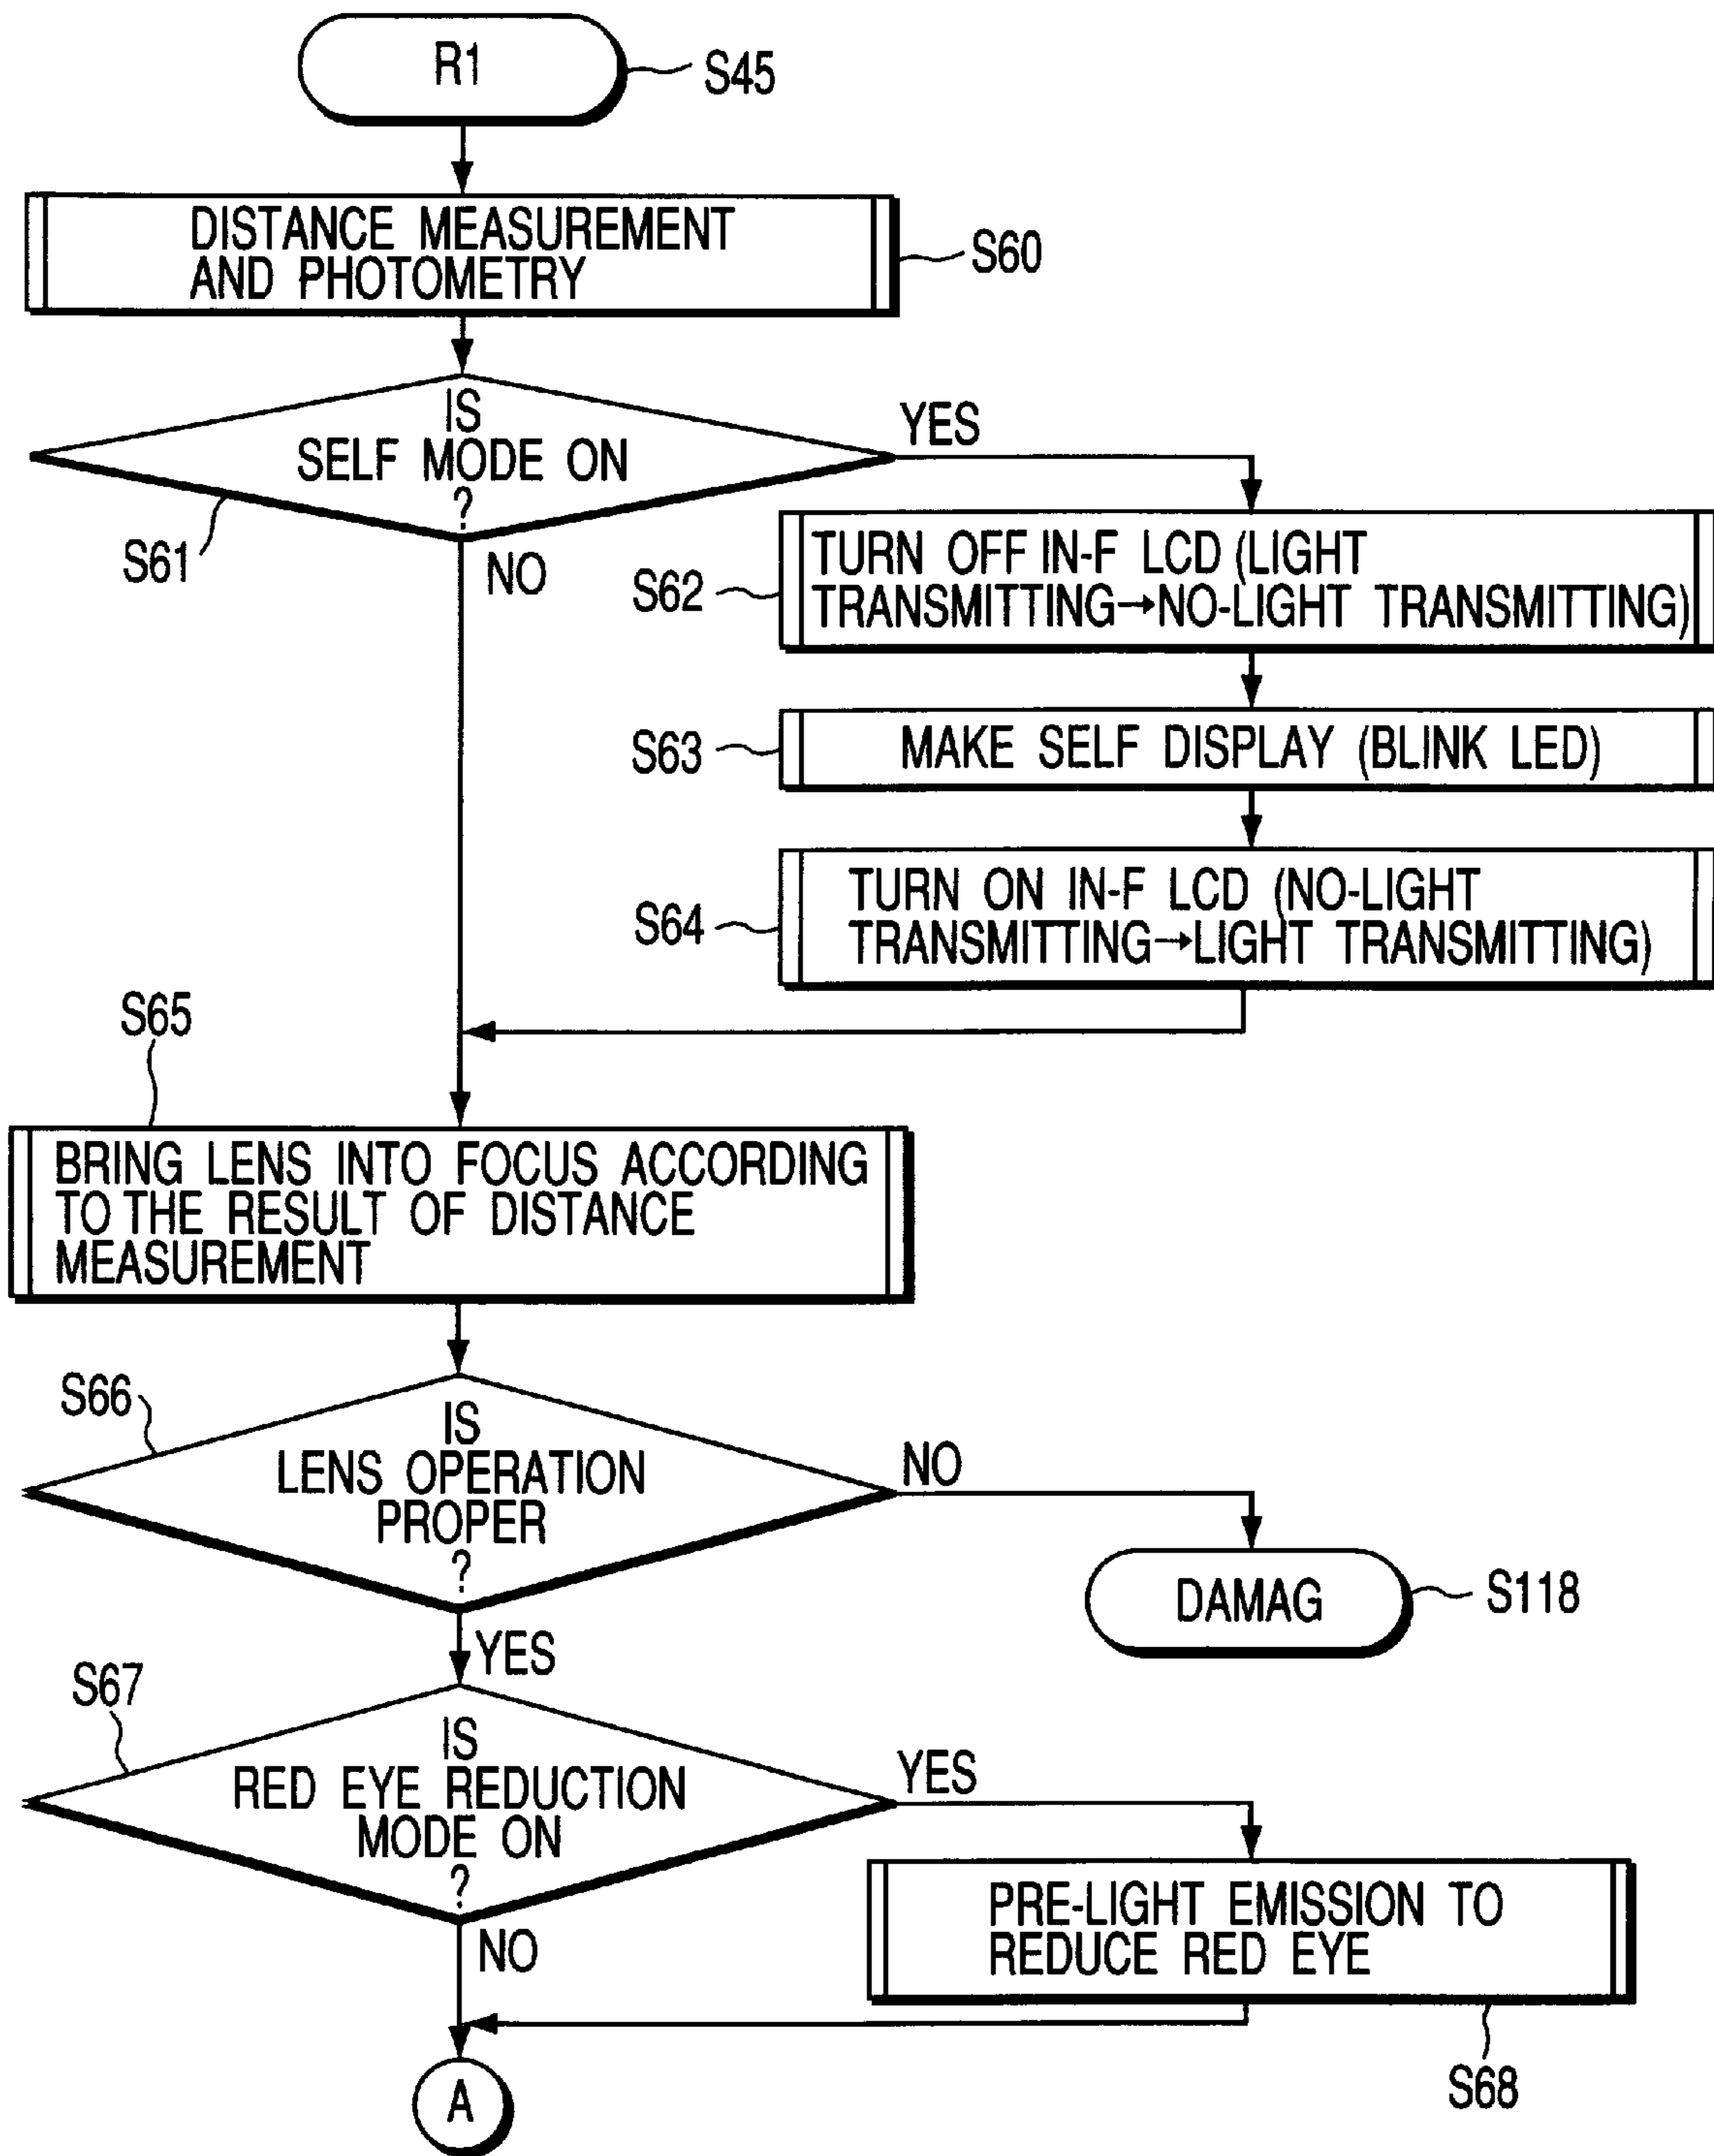 R1
S45
DISTANCE MEASUREMENT
AND PHOTOMETRY
S60
IS
SELF MODE ON
?
YES
S61
NO
TURN OFF IN-F LCD (LIGHT
TRANSMITTING→NO-LIGHT TRANSMITTING)
S62
MAKE SELF DISPLAY (BLINK LED)
S63
TURN ON IN-F LCD (NO-LIGHT
TRANSMITTING→LIGHT TRANSMITTING)
S64
S65
BRING LENS INTO FOCUS ACCORDING
TO THE RESULT OF DISTANCE
MEASUREMENT
S66
IS
LENS OPERATION
PROPER
?
NO
DAMAG
S118
YES
S67
IS
RED EYE REDUCTION
MODE ON
?
YES
PRE-LIGHT EMISSION TO
REDUCE RED EYE
NO
S68
A